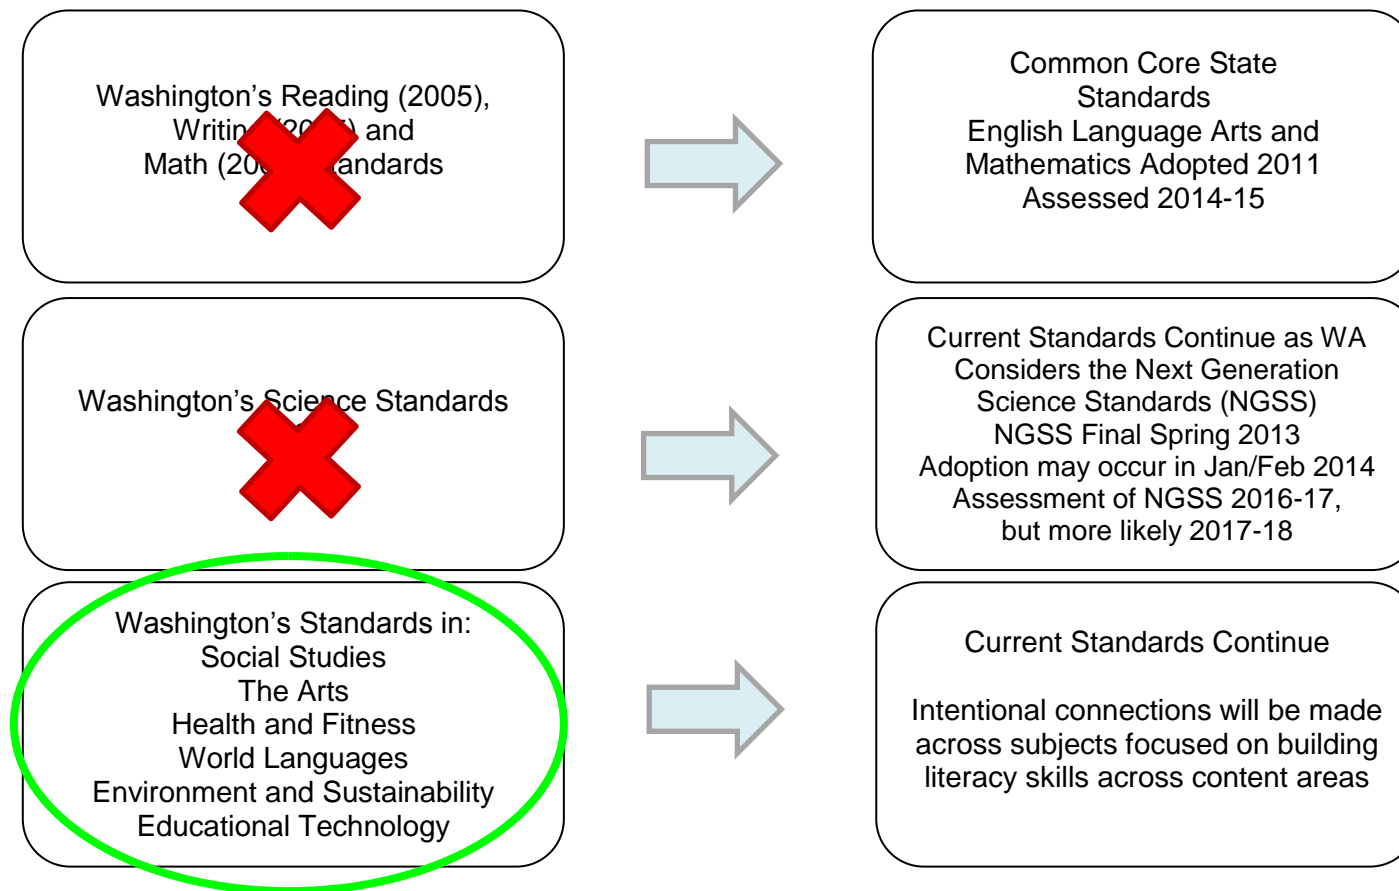 Washington’s Reading (2005),
and
Math standards
Common Core State
Standards
English Language Arts and
Mathematics Adopted 2011
Assessed 2014-15
Washington’s Science Standards
Current Standards Continue as WA
Considers the Next Generation
Science Standards (NGSS)
NGSS Final Spring 2013
Adoption may occur in Jan/Feb 2014
Assessment of NGSS 2016-17,
but more likely 2017-18
Washington’s Standards in:
Social Studies
The Arts
Health and Fitness
World Languages
Environment and Sustainability
Educational Technology
Current Standards Continue
Intentional connections will be made
across subjects focused on building
literacy skills across content areas